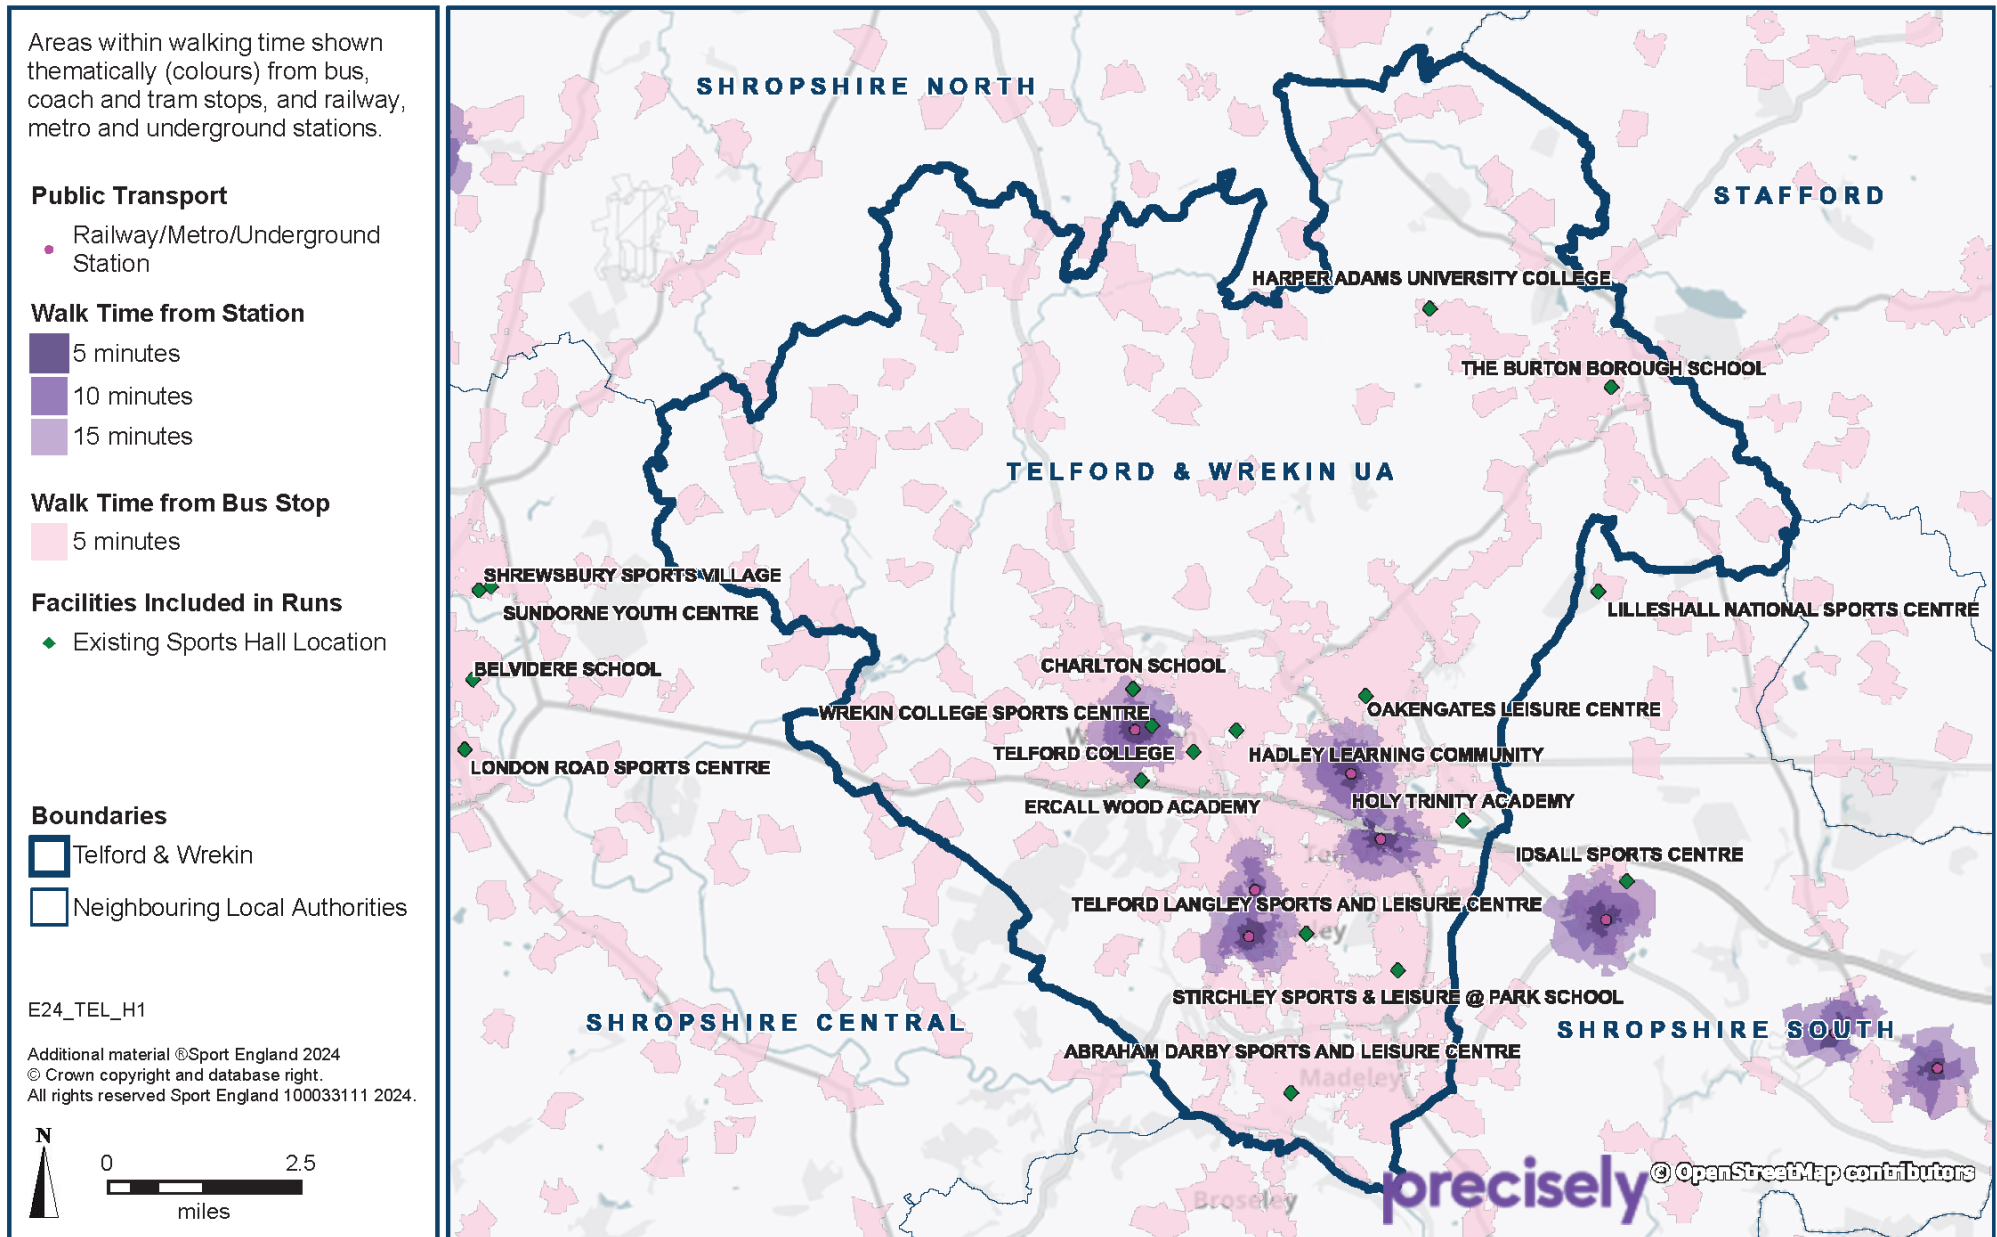 Areas within walking time shown
thematically (colours) from bus,
coach and tram stops, and railway,
metro and underground stations.
Public Transport
Railway/Metro/Underground
Station
Walk Time from Station
5 minutes
10 minutes
15 minutes
Walk Time from Bus Stop
5 minutes
Facilities Included in Runs
Existing Sports Hall Location
Boundaries
Telford & Wrekin
Neighbouring Local Authorities
E24_TEL_H1
Additional material ®Sport England 2024
© Crown copyright and database right.
All rights reserved Sport England 100033111 2024.
N
0 2.5
miles
SHROPSHIRE NORTH
STAFFORD
HARPER ADAMS UNIVERSITY COLLEGE
THE BURTON BOROUGH SCHOOL
TELFORD & WREKIN UA
SHREWSBURY SPORTS VILLAGE
SUNDORNE YOUTH CENTRE
LILLESHALL NATIONAL SPORTS CENTRE
BELVIDERE SCHOOL
CHARLTON SCHOOL
WREKIN COLLEGE SPORTS CENTRE
OAKENGATES LEISURE CENTRE
TELFORD COLLEGE
HADLEY LEARNING COMMUNITY
LONDON ROAD SPORTS CENTRE
ERCALL WOOD ACADEMY
HOLY TRINITY ACADEMY
IDSALL SPORTS CENTRE
TELFORD LANGLEY SPORTS AND LEISURE CENTRE
STIRCHLEY SPORTS & LEISURE @ PARK SCHOOL
SHROPSHIRE CENTRAL
SHROPSHIRE SOUTH
ABRAHAM DARBY SPORTS AND LEISURE CENTRE
Madeley
Broseley
precisely
© OpenStreetMap contributors